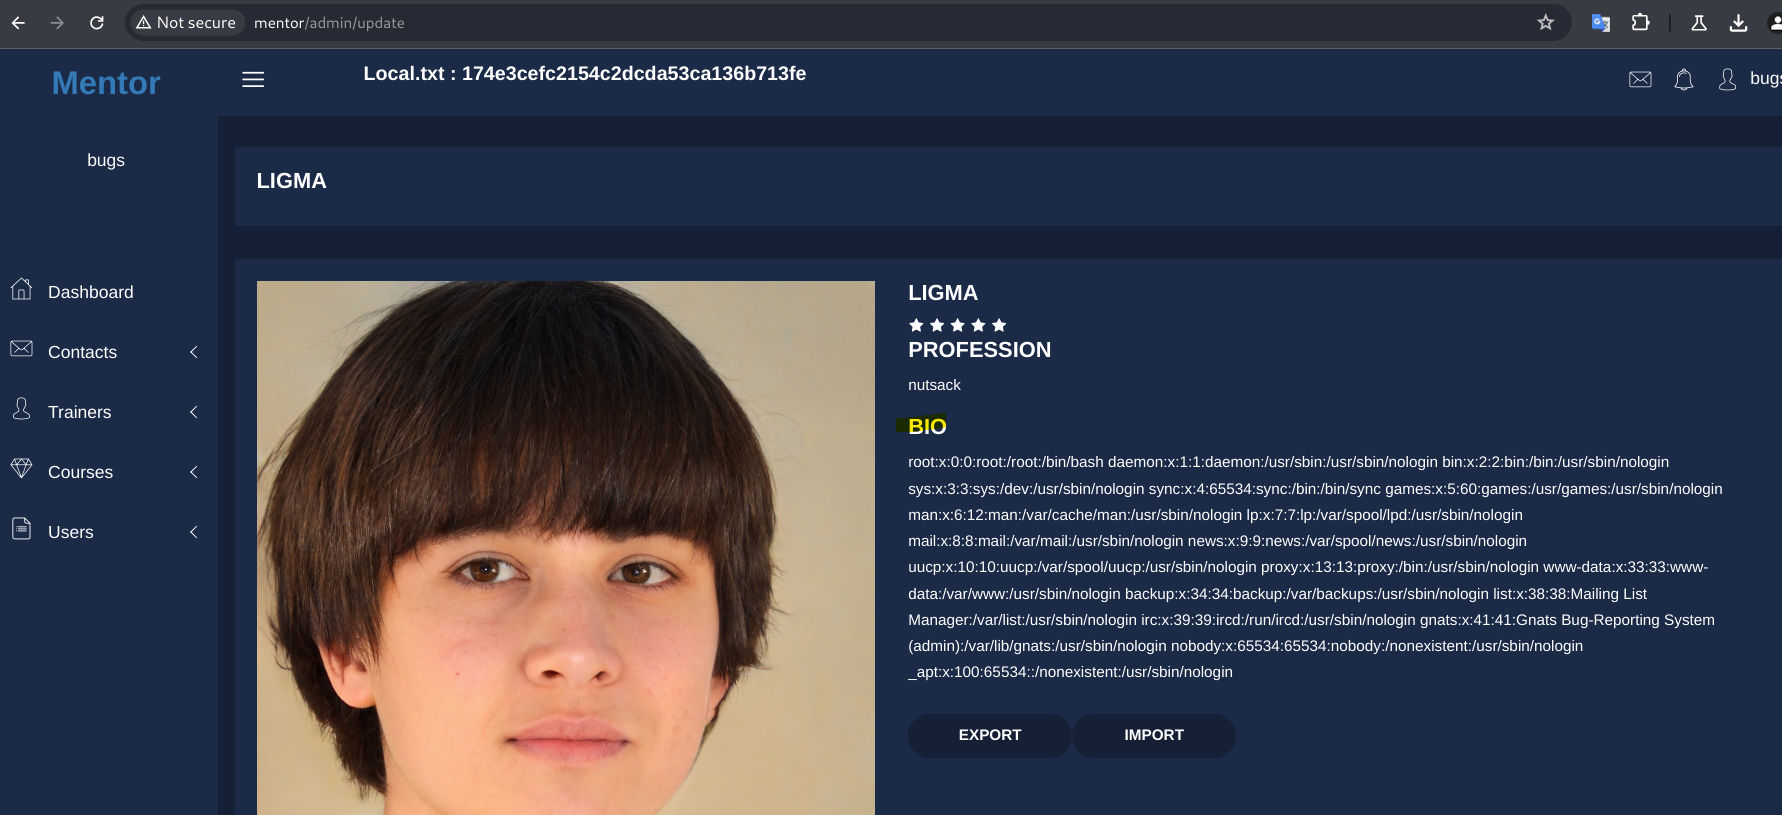 Not secure mentor/admin/update
Mentor
Local.txt : 174e3cefc2154c2dcda53ca136b713fe
bugs
bugs
Dashboard
Contacts
Trainers
Courses
Users
LIGMA
LIGMA
PROFESSION
nutsack
BIO
root:x:0:0:root:/root:/bin/bash daemon:x:1:1:daemon:/usr/sbin:/usr/sbin/nologin bin:x:2:2:bin:/bin:/usr/sbin/nologin
sys:x:3:3:sys:/dev:/usr/sbin/nologin sync:x:4:65534:sync:/bin:/bin/sync games:x:5:60:games:/usr/games:/usr/sbin/nologin
man:x:6:12:man:/var/cache/man:/usr/sbin/nologin lp:x:7:7:lp:/var/spool/lpd:/usr/sbin/nologin
mail:x:8:8:mail:/var/mail:/usr/sbin/nologin news:x:9:9:news:/var/spool/news:/usr/sbin/nologin
uucp:x:10:10:uucp:/var/spool/uucp:/usr/sbin/nologin proxy:x:13:13:proxy:/bin:/usr/sbin/nologin www-data:x:33:33:www-
data:/var/www:/usr/sbin/nologin backup:x:34:34:backup:/var/backups:/usr/sbin/nologin list:x:38:38:Mailing List
Manager:/var/list:/usr/sbin/nologin irc:x:39:39:ircd:/run/ircd:/usr/sbin/nologin gnats:x:41:41:Gnats Bug-Reporting System
(admin):/var/lib/gnats:/usr/sbin/nologin nobody:x:65534:65534:nobody:/nonexistent:/usr/sbin/nologin
_apt:x:100:65534::/nonexistent:/usr/sbin/nologin
EXPORT
IMPORT